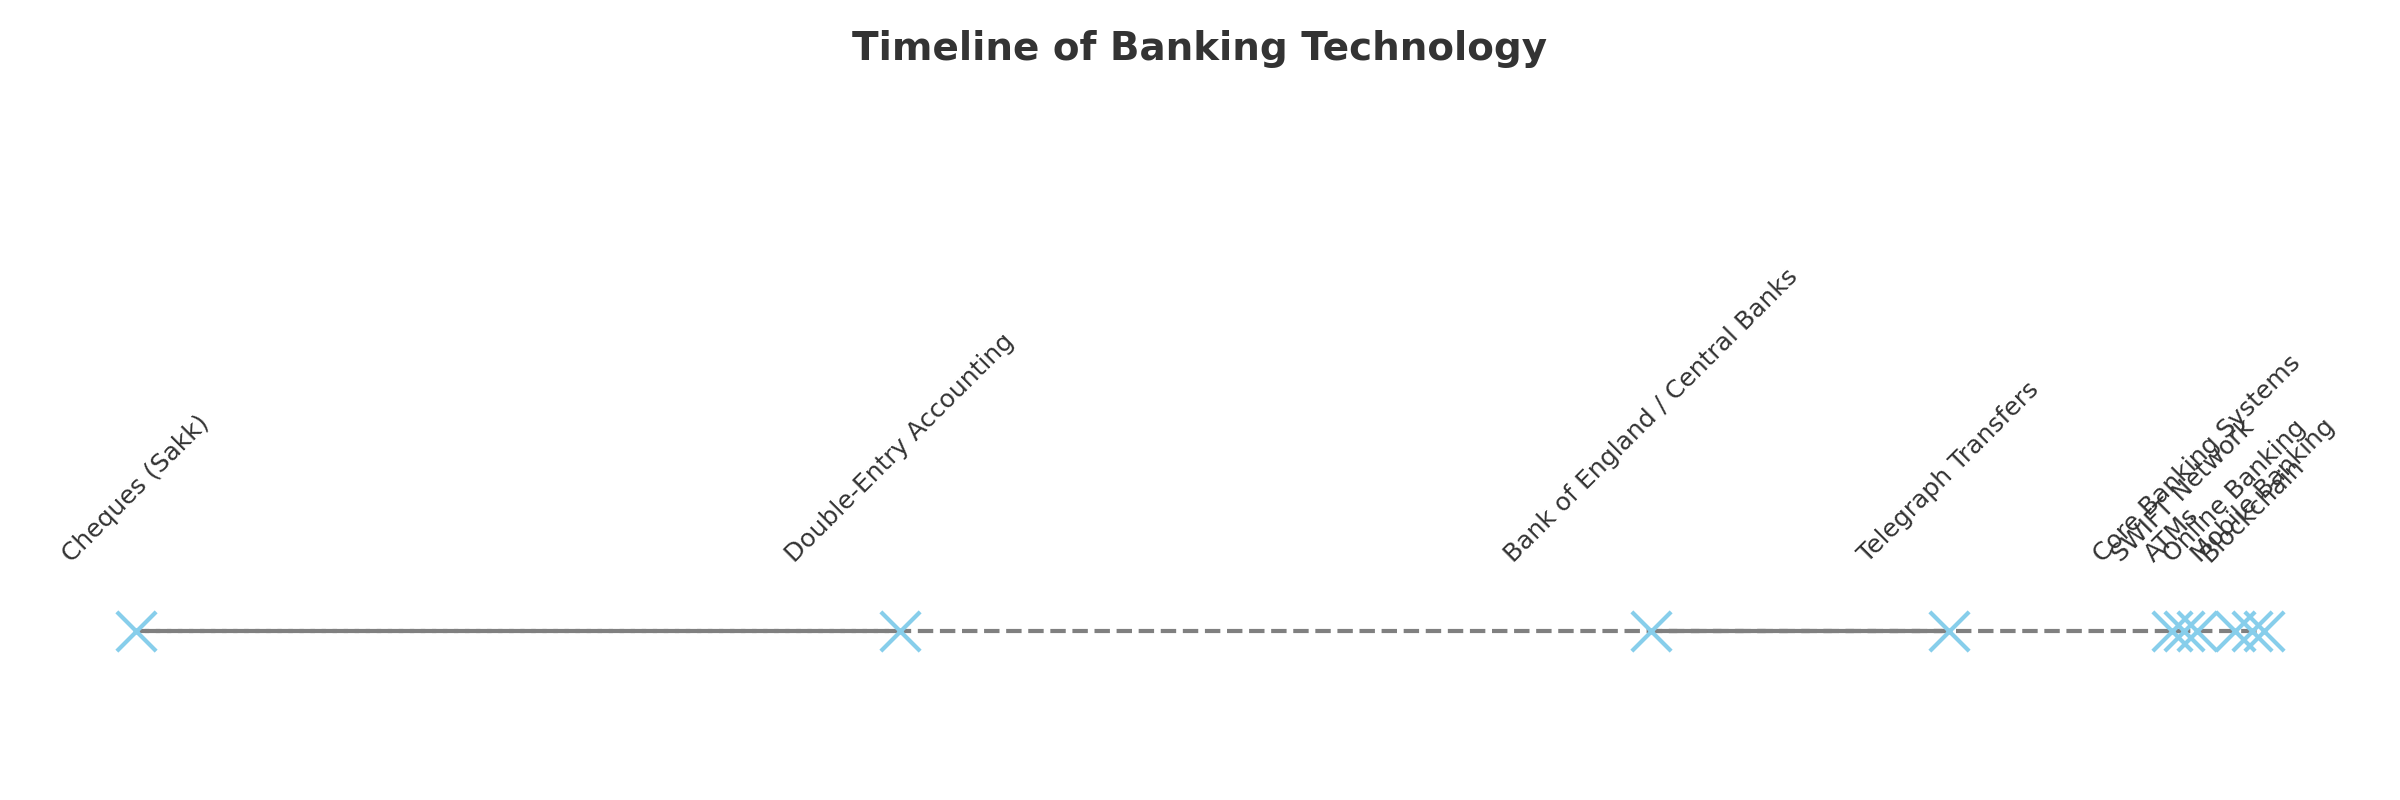 Timeline of Banking Technology
Cheques (Sakk)
Double-Entry Accounting
Bank of England / Central Banks
Telegraph Transfers
Core Banking Systems
SWIFT Network
ATMs
Online Banking
Mobile Banking
Blockchain